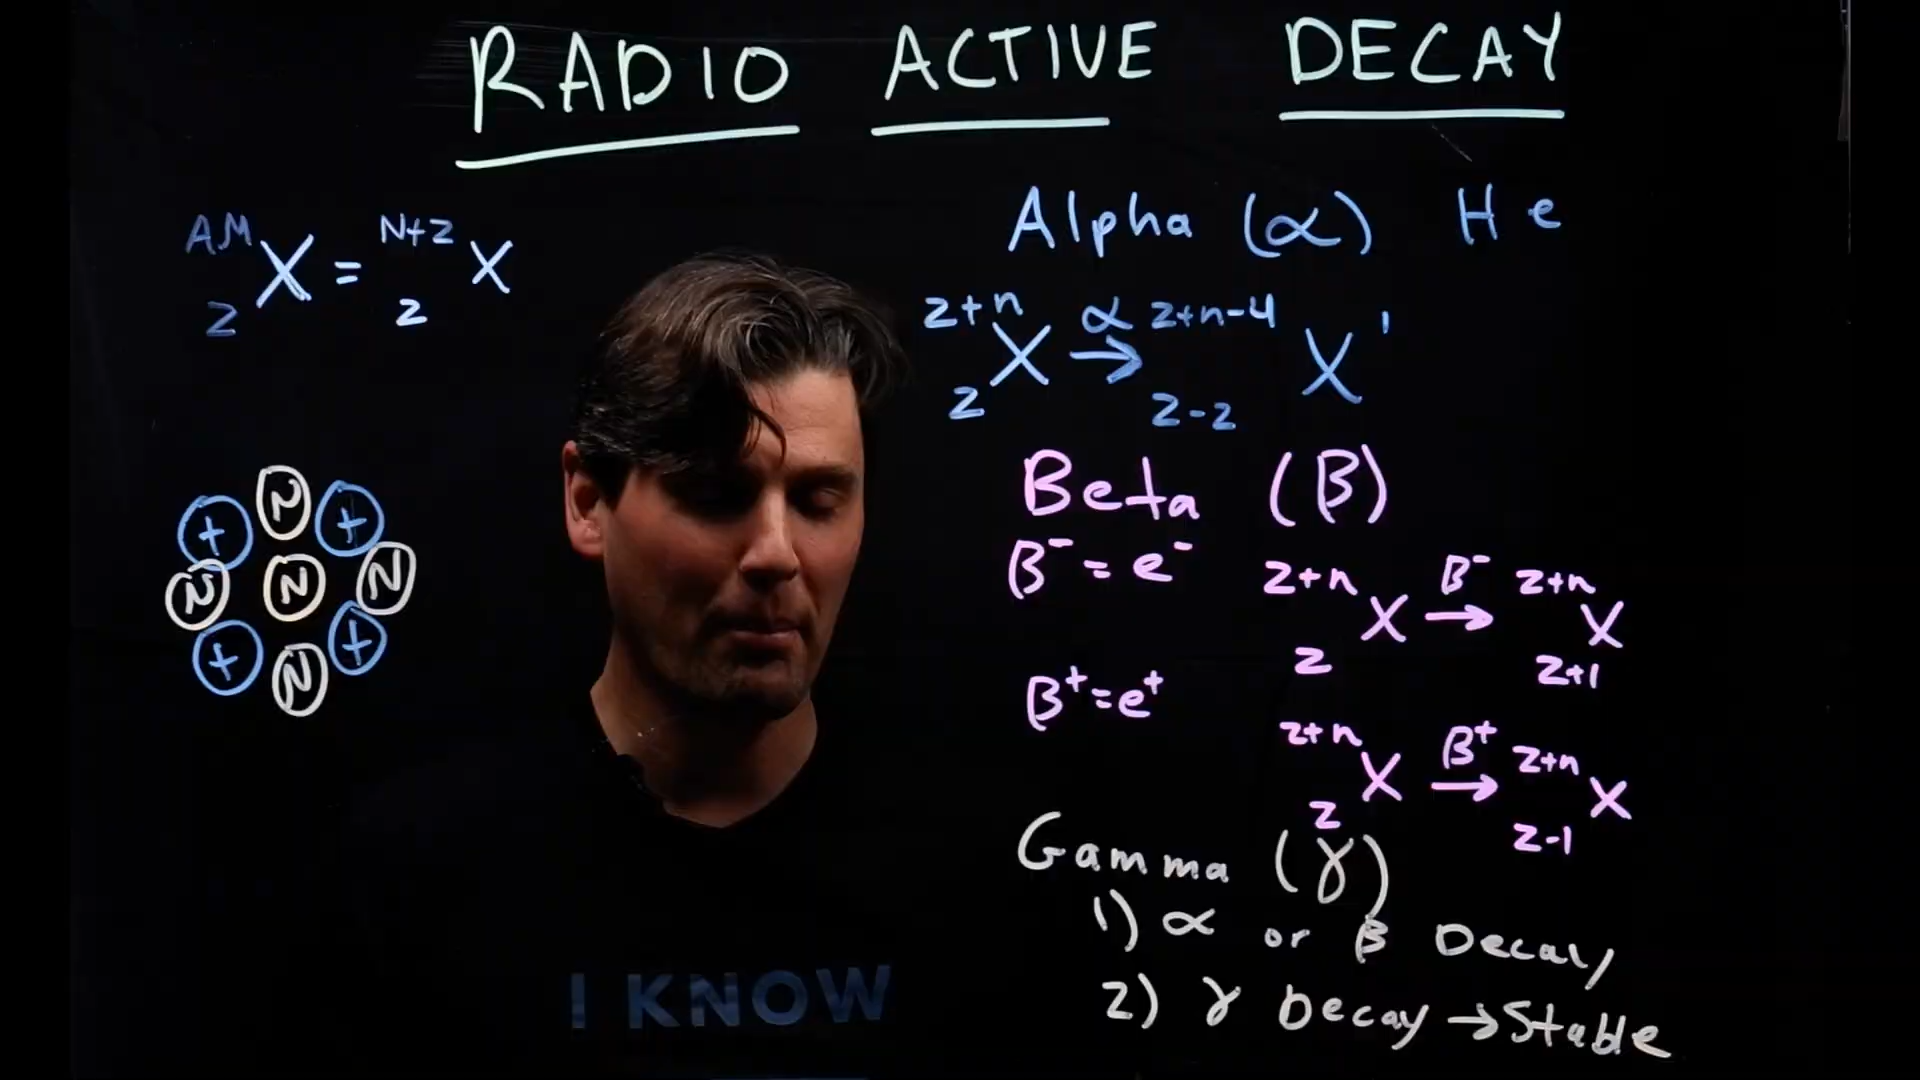 RADIO ACTIVE DECAY
AM
Z X = N+Z
Z X
N
+ +
N N N
+ +
N
Alpha (α) He
z+n
z X α→ z+n-4
z-2 X'
Beta (β)
β⁻ = e⁻ z+n
z X β⁻→ z+n
z+1 X
β⁺ = e⁺ z+n
z X β⁺→ z+n
z-1 X
Gamma (γ)
1) α or β Decay
2) γ Decay → Stable
I KNOW